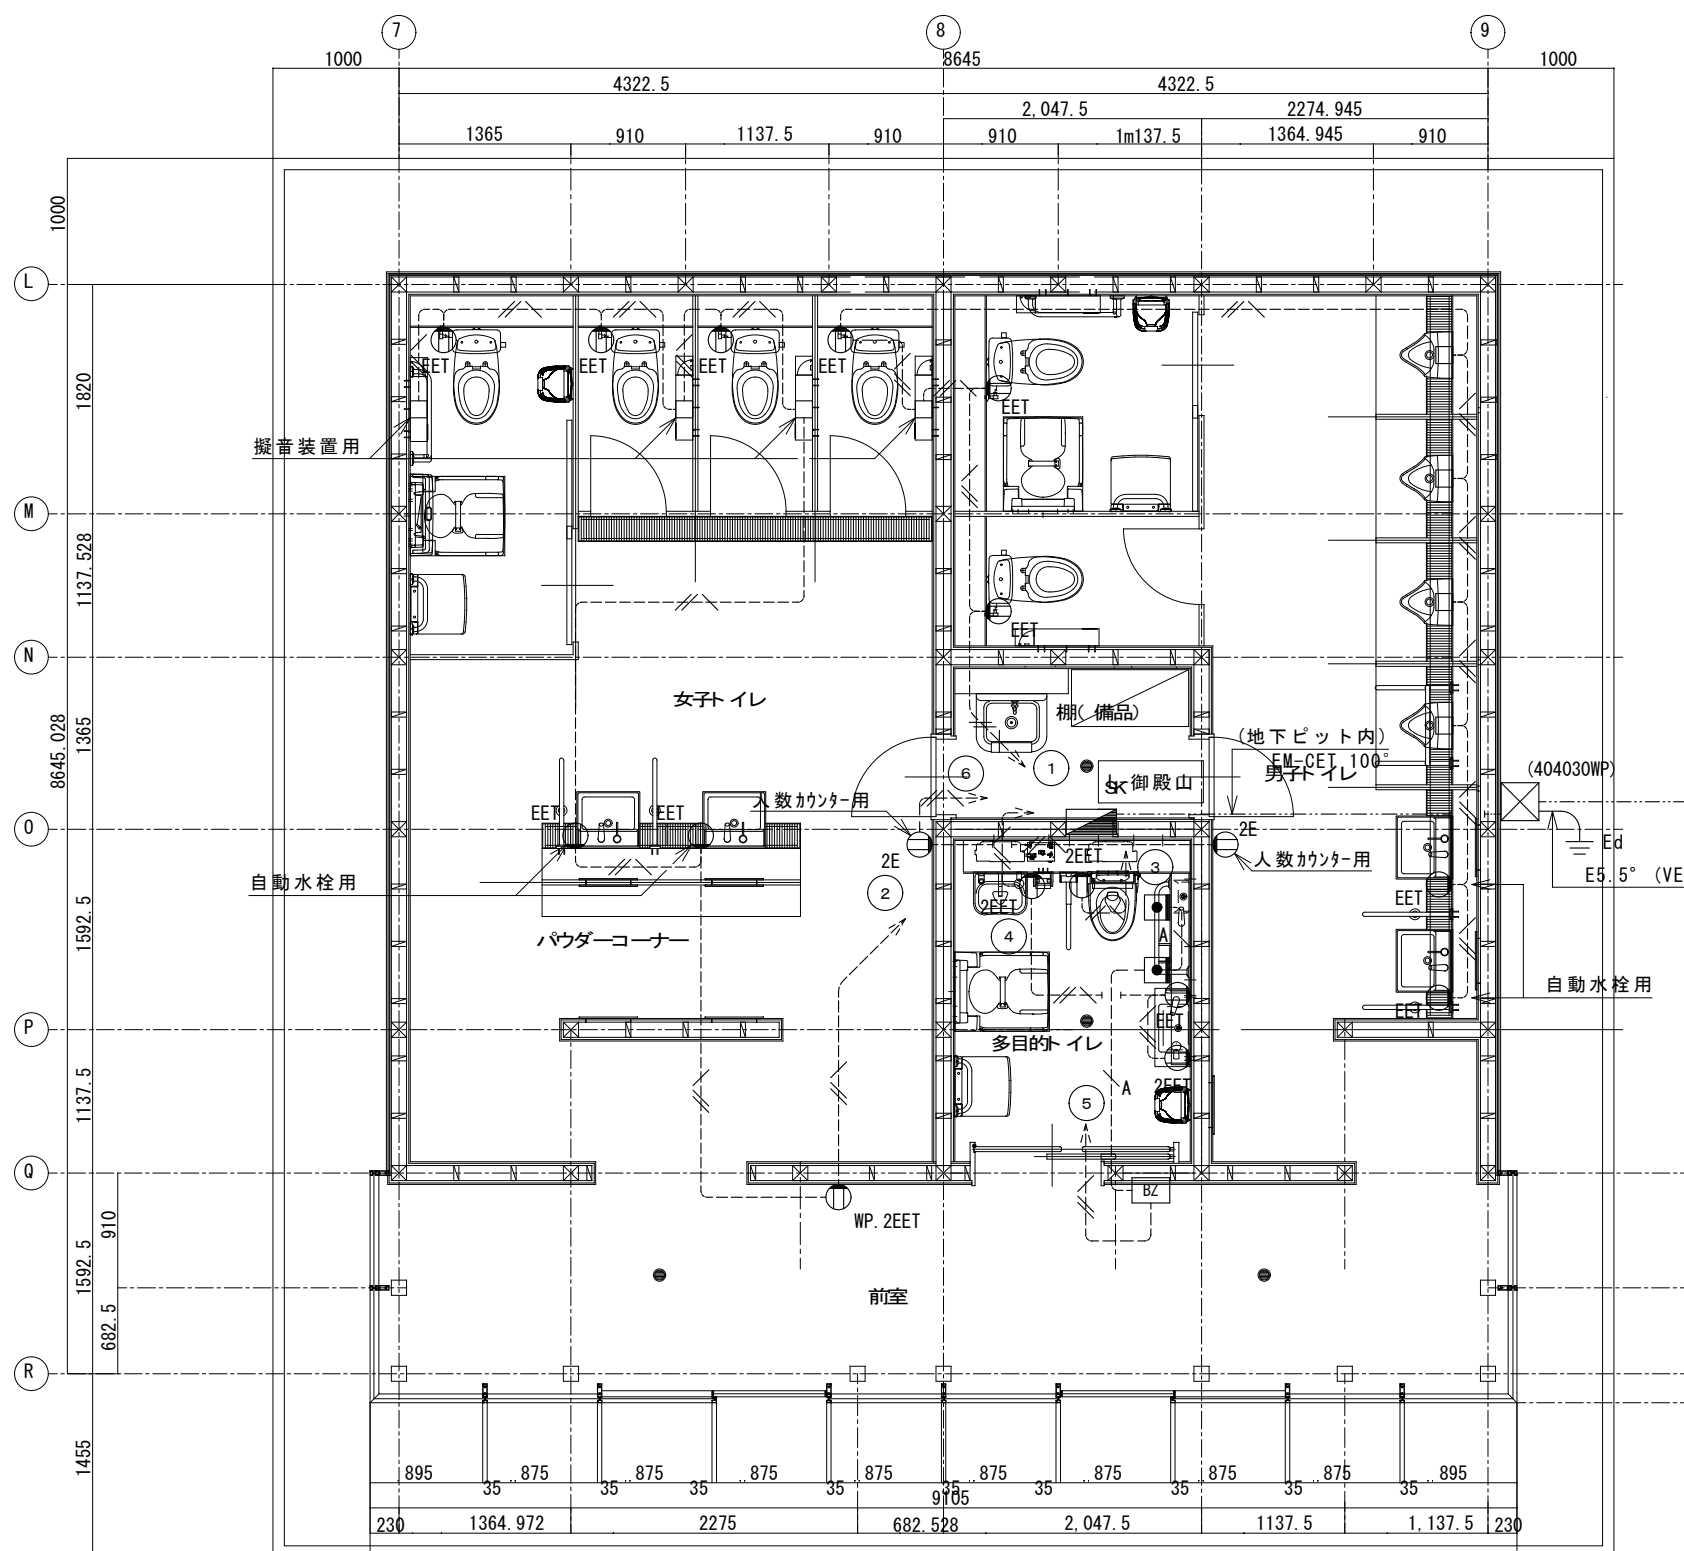 7
8
9
1000
8645
1000
4322.5
4322.5
2,047.5
2274.945
1365
910
1137.5
910
910
1m137.5
1364.945
910
1000
L
1820
EET
EET
EET
EET
EET
擬音装置用
M
1137.528
EET
N
女子トイレ
棚(備品)
8645.028
1365
(地下ピット内)
EM-CET 100°
男子トイレ
(404030WP)
⑥
①
SK
L-御殿山
人数カウンター用
EET
EET
O
2E
2EET
③
2E
人数カウンター用
Ed
E5.5° (VE
自動水栓用
②
2EET
EET
1592.5
パウダーコーナー
④
A
自動水栓用
EET
EET
P
多目的トイレ
1137.5
A
2EET
⑤
Q
BZ
WP.2EET
910
1592.5
前室
682.5
R
1455
895
875
875
875
875
875
875
875
875
895
35
35
35
35
35
35
35
35
35
9105
230
1364.972
2275
682.528
2,047.5
1137.5
1,137.5
230